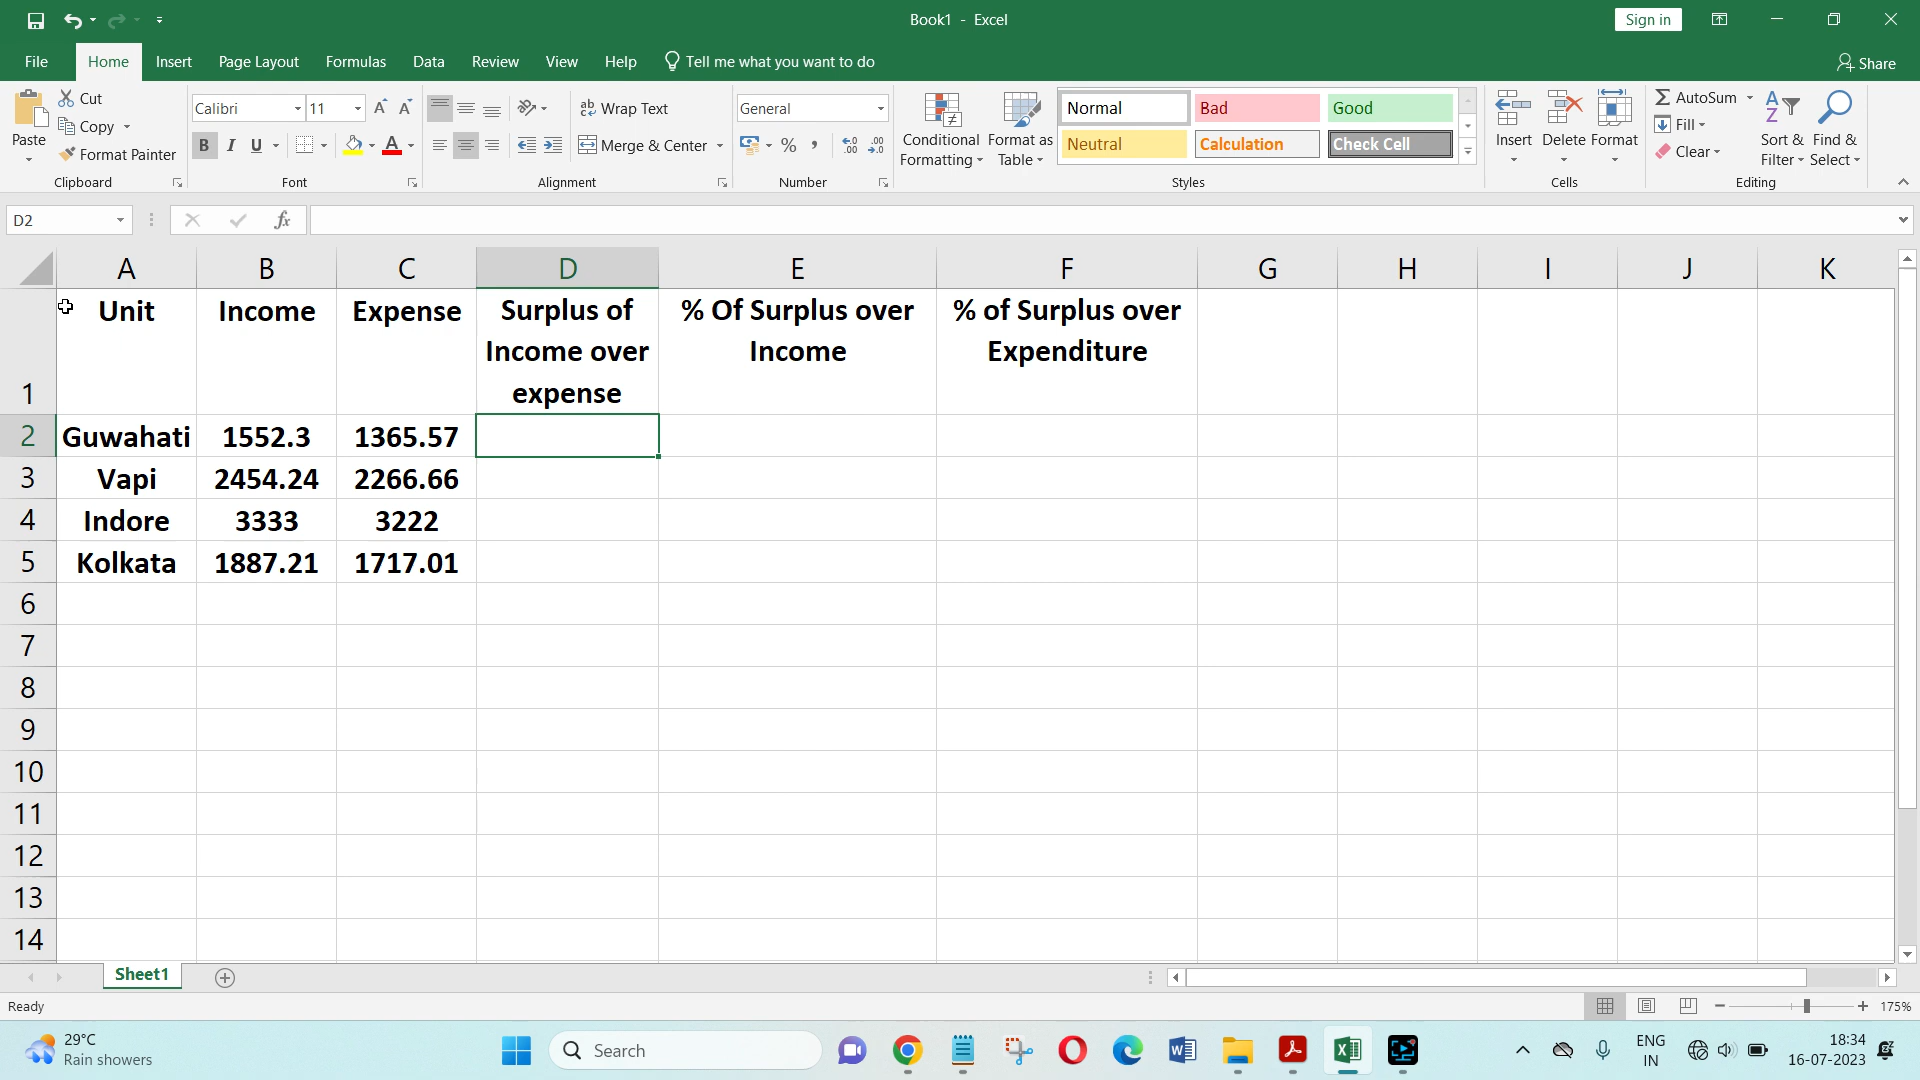 Book1 - Excel
Sign in
File Home Insert Page Layout Formulas Data Review View Help Tell me what you want to do
Share
Paste
Cut
Copy
Format Painter
Clipboard
Calibri 11
B I U
Font
Wrap Text
Merge & Center
Alignment
General
Number
Conditional Formatting
Format as Table
Normal Bad Good
Neutral Calculation Check Cell
Styles
Insert Delete Format
Cells
AutoSum
Fill
Clear
Sort & Filter
Find & Select
Editing
D2
fx
A B C D E F G H I J K
Unit Income Expense Surplus of % Of Surplus over % of Surplus over
Income over Income Expenditure
1 expense
2 Guwahati 1552.3 1365.57
3 Vapi 2454.24 2266.66
4 Indore 3333 3222
5 Kolkata 1887.21 1717.01
6
7
8
9
10
11
12
13
14
Sheet1
Ready
175%
29°C
Rain showers
Search
ENG
IN
18:34
16-07-2023